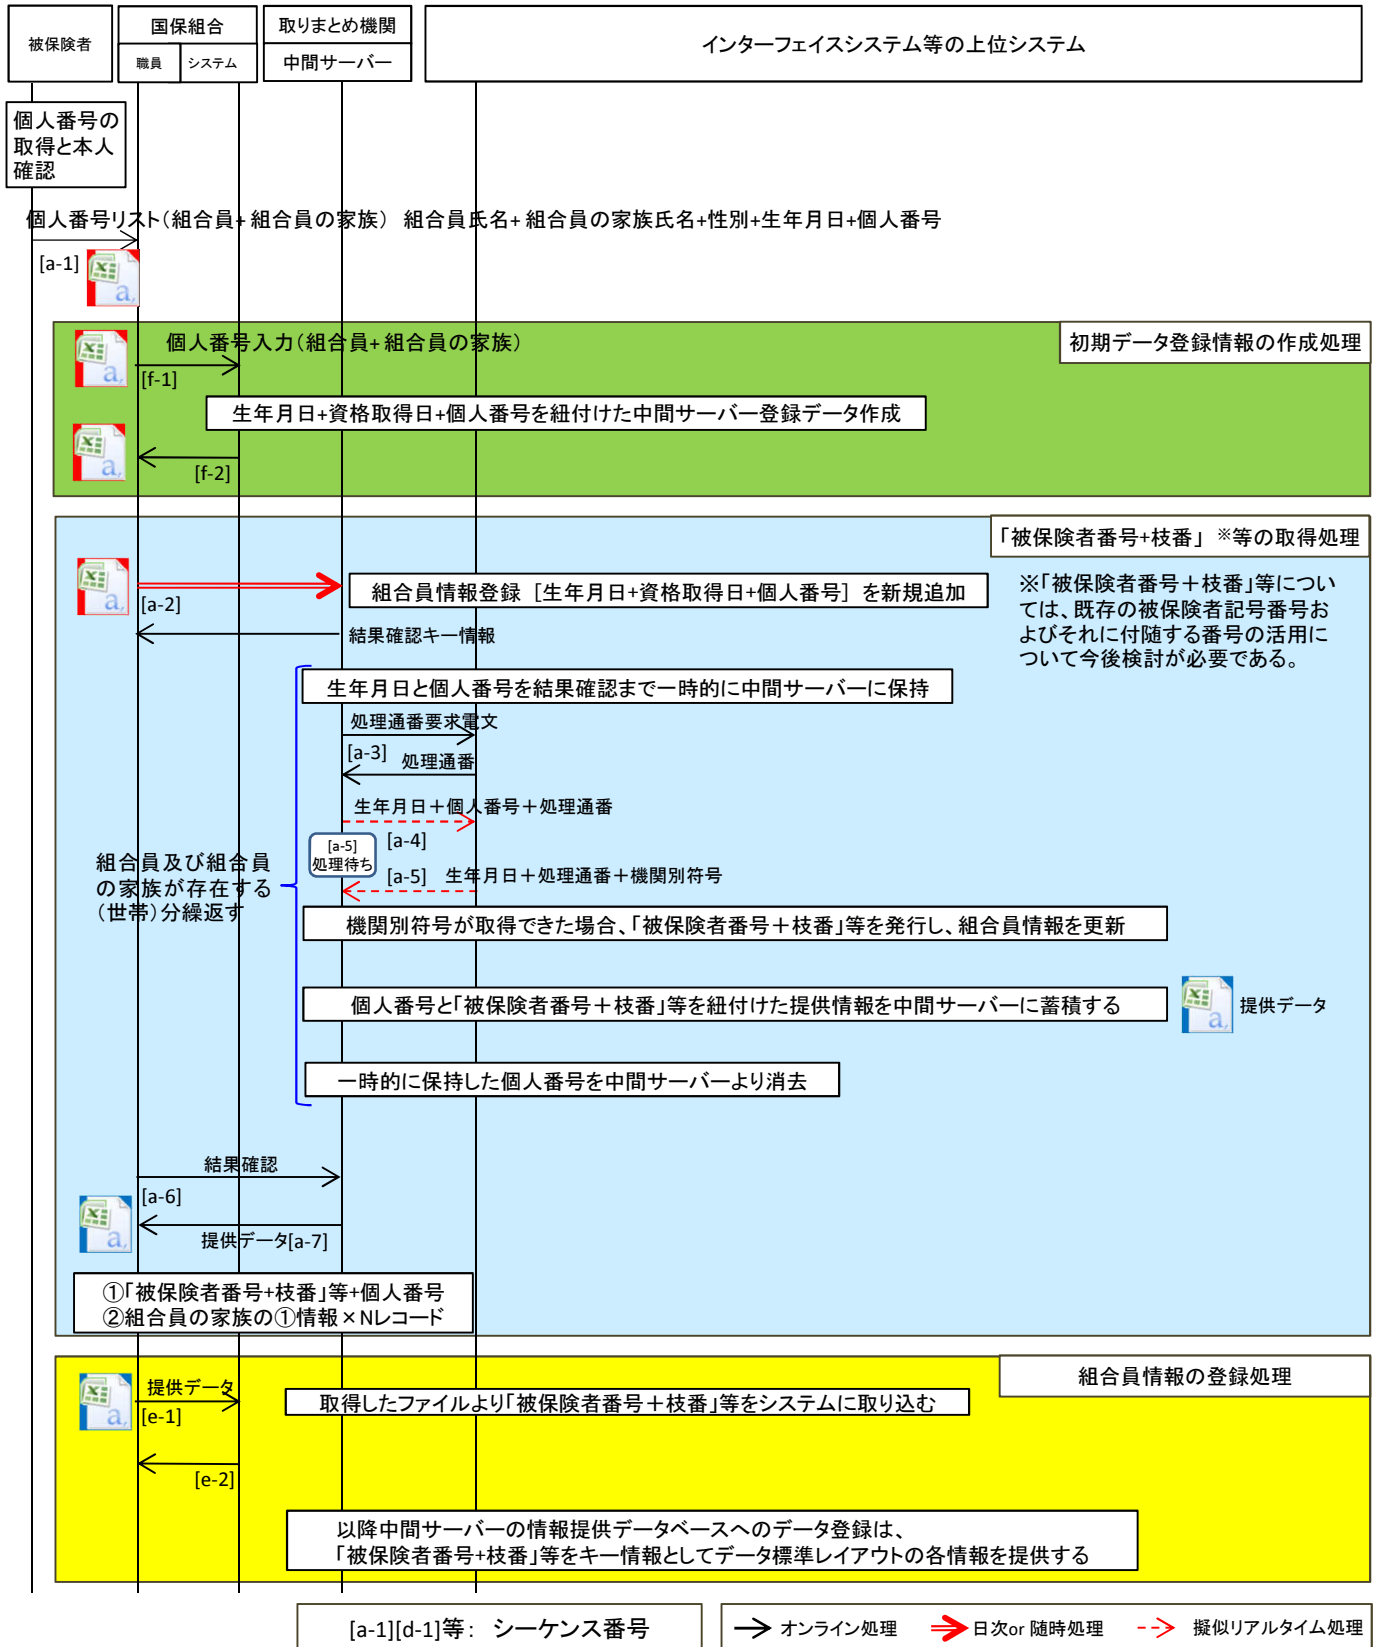 被保険者
国保組合
職員
システム
取りまとめ機関
中間サーバー
インターフェイスシステム等の上位システム
個人番号の
取得と本人
確認
個人番号リスト(組合員+組合員の家族) 組合員氏名+組合員の家族氏名+性別+生年月日+個人番号
[a-1]
初期データ登録情報の作成処理
個人番号入力(組合員+組合員の家族)
[f-1]
生年月日+資格取得日+個人番号を紐付けた中間サーバー登録データ作成
[f-2]
「被保険者番号+枝番」 ※等の取得処理
[a-2]
組合員情報登録 [生年月日+資格取得日+個人番号] を新規追加
※「被保険者番号+枝番」等につい
ては、既存の被保険者記号番号お
よびそれに付随する番号の活用に
ついて今後検討が必要である。
結果確認キー情報
生年月日と個人番号を結果確認まで一時的に中間サーバーに保持
処理通番要求電文
[a-3]
処理通番
生年月日+個人番号+処理通番
[a-4]
[a-5]
処理待ち
[a-5] 生年月日+処理通番+機関別符号
組合員及び組合員
の家族が存在する
(世帯)分繰返す
機関別符号が取得できた場合、「被保険者番号+枝番」等を発行し、組合員情報を更新
個人番号と「被保険者番号+枝番」等を紐付けた提供情報を中間サーバーに蓄積する
提供データ
一時的に保持した個人番号を中間サーバーより消去
結果確認
[a-6]
提供データ[a-7]
①「被保険者番号+枝番」等+個人番号
②組合員の家族の①情報×Nレコード
組合員情報の登録処理
提供データ
[e-1]
取得したファイルより「被保険者番号+枝番」等をシステムに取り込む
[e-2]
以降中間サーバーの情報提供データベースへのデータ登録は、
「被保険者番号+枝番」等をキー情報としてデータ標準レイアウトの各情報を提供する
[a-1][d-1]等: シーケンス番号
オンライン処理
日次or 随時処理
擬似リアルタイム処理